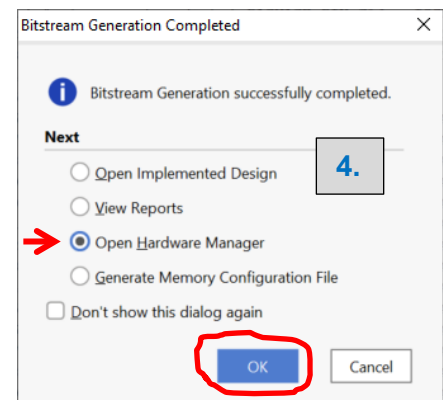 Bitstream Generation Completed
Bitstream Generation successfully completed.
Next
4.
Open Implemented Design
View Reports
Open Hardware Manager
Generate Memory Configuration File
Don't show this dialog again
OK
Cancel